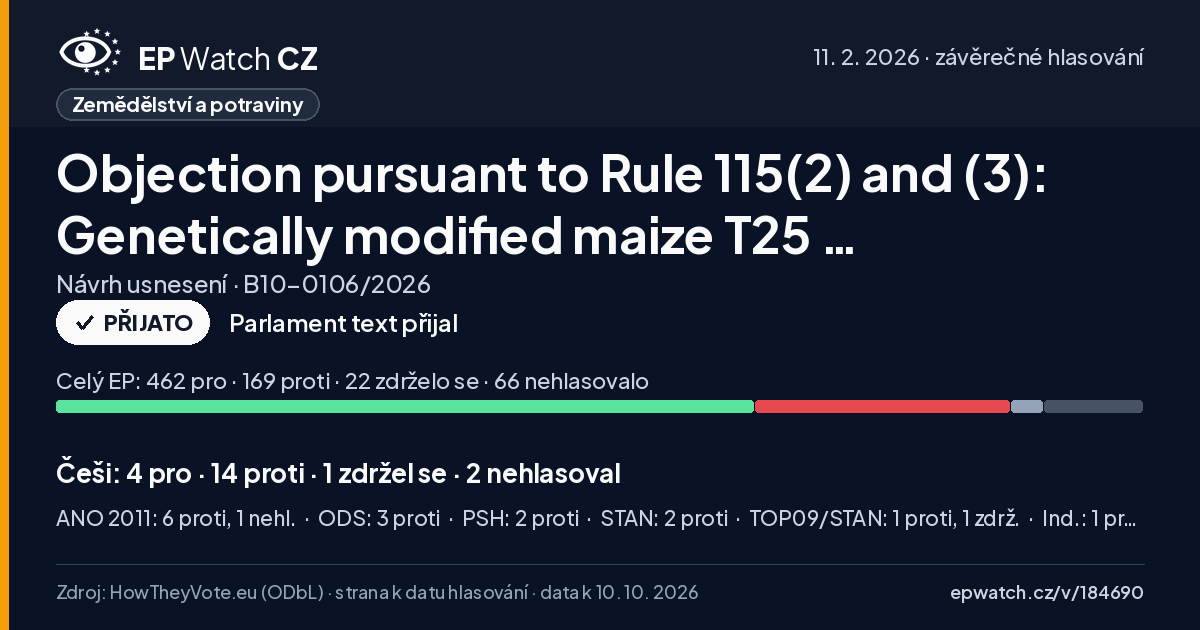 EP Watch CZ
11. 2. 2026 · závěrečné hlasování
Zemědělství a potraviny
Objection pursuant to Rule 115(2) and (3):
Genetically modified maize T25 …
Návrh usnesení · B10-0106/2026
✓ PŘIJATO Parlament text přijal
Celý EP: 462 pro · 169 proti · 22 zdrželo se · 66 nehlasovalo
Češi: 4 pro · 14 proti · 1 zdržel se · 2 nehlasoval
ANO 2011: 6 proti, 1 nehl. · ODS: 3 proti · PSH: 2 proti · STAN: 2 proti · TOP09/STAN: 1 proti, 1 zdrž. · Ind.: 1 pr…
Zdroj: HowTheyVote.eu (ODbL) · strana k datu hlasování · data k 10. 10. 2026
epwatch.cz/v/184690